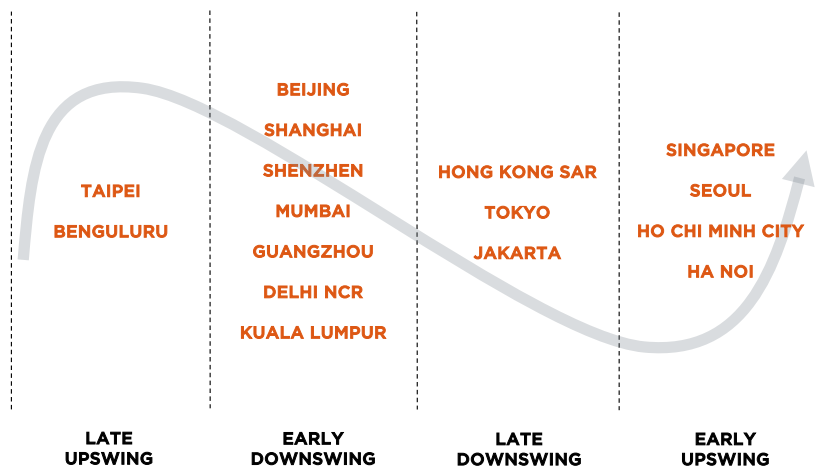 TAIPEI
BENGULURU
LATE
UPSWING
BEIJING
SHANGHAI
SHENZHEN
MUMBAI
GUANGZHOU
DELHI NCR
KUALA LUMPUR
EARLY
DOWNSWING
HONG KONG SAR
TOKYO
JAKARTA
LATE
DOWNSWING
SINGAPORE
SEOUL
HO CHI MINH CITY
HA NOI
EARLY
UPSWING